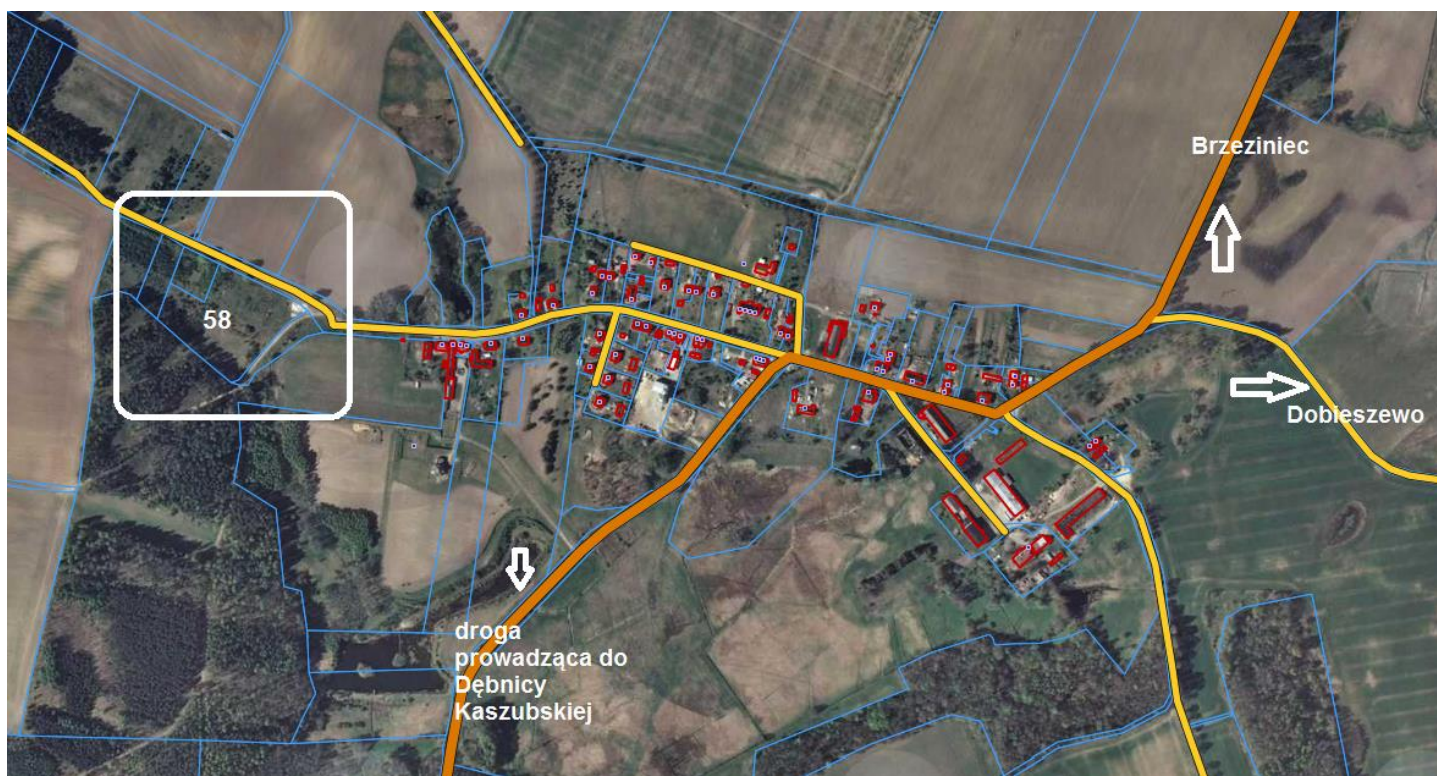 Brzeziniec
58
Dobieszewo
droga
prowadząca do
Dębnicy
Kaszubskiej